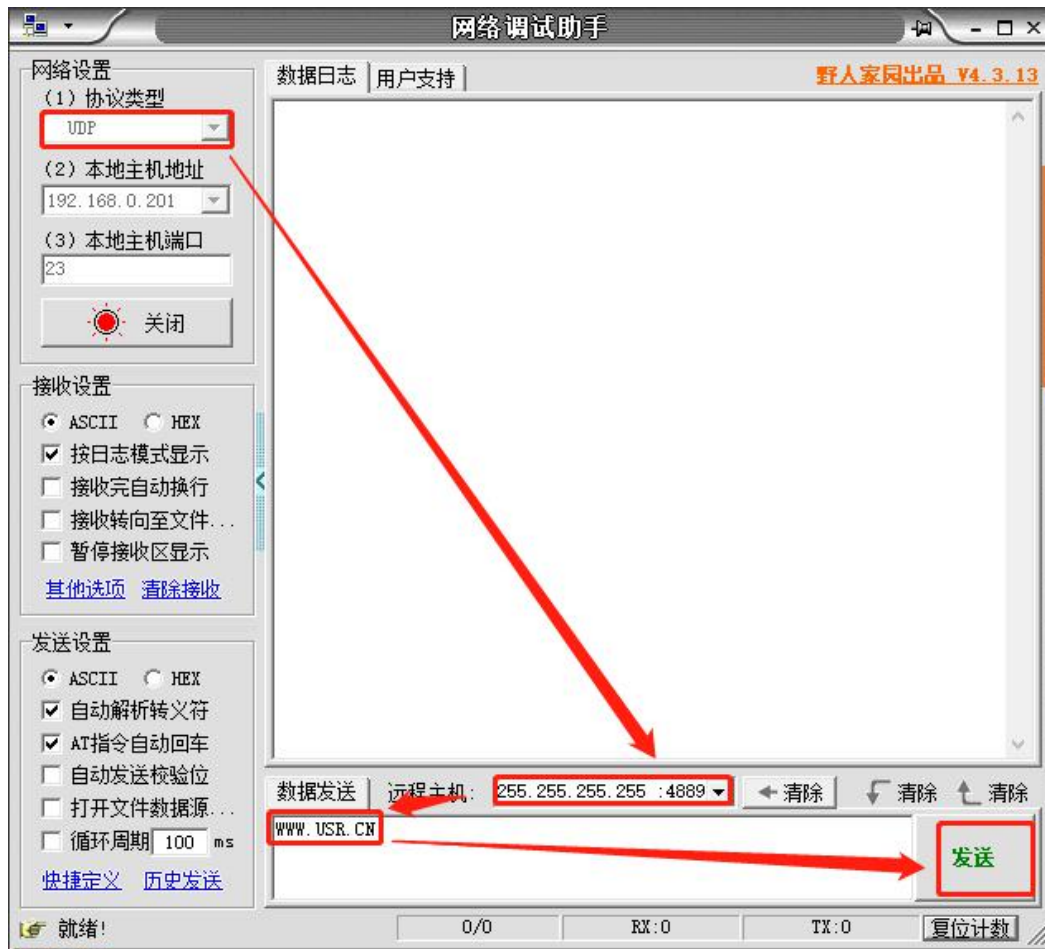 网络调试助手
网络设置
(1) 协议类型
UDP
(2) 本地主机地址
192.168.0.201
(3) 本地主机端口
23
关闭
接收设置
ASCII HEX
按日志模式显示
接收完自动换行
接收转向至文件...
暂停接收区显示
其他选项 清除接收
发送设置
ASCII HEX
自动解析转义符
AT指令自动回车
自动发送校验位
打开文件数据源...
循环周期 100 ms
快捷定义 历史发送
数据日志 用户支持 野人家园出品 V4.3.13
数据发送 远程主机: 255.255.255.255 :4889 清除 清除 清除
WWW.USR.CN
发送
就绪! 0/0 RX:0 TX:0 复位计数